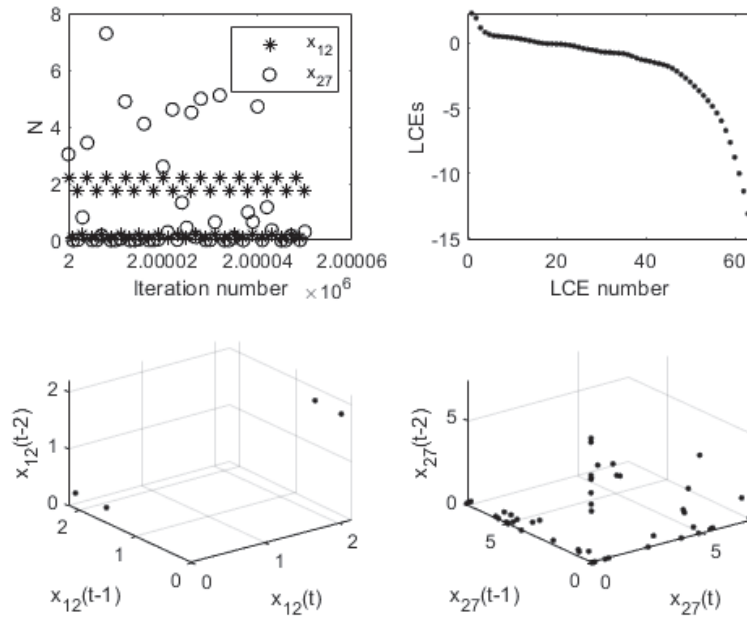 8
6
4
2
0
N
x12
x27
2
2.00002
2.00004
2.00006
Iteration number
×10^6
0
-5
-10
-15
LCEs
0
20
40
60
LCE number
2
1
0
x12(t-2)
2
1
0
x12(t-1)
0
1
2
x12(t)
5
0
x27(t-2)
5
0
x27(t-1)
0
5
x27(t)